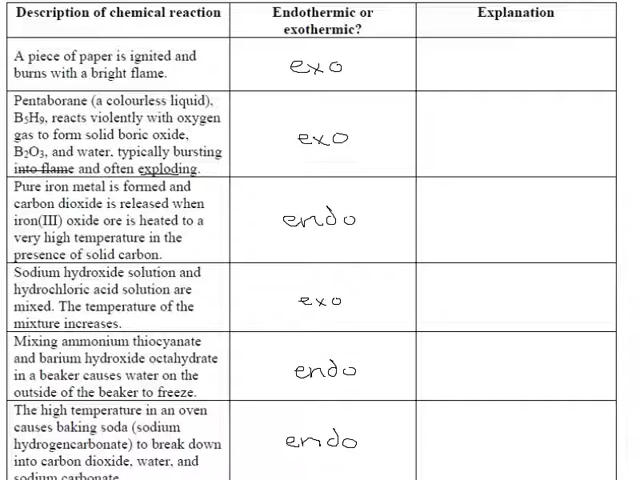 Description of chemical reaction
Endothermic or
exothermic?
Explanation
A piece of paper is ignited and
burns with a bright flame.
exo
Pentaborane (a colourless liquid),
B5H9, reacts violently with oxygen
gas to form solid boric oxide,
B2O3, and water, typically bursting
into flame and often exploding.
exo
Pure iron metal is formed and
carbon dioxide is released when
iron(III) oxide ore is heated to a
very high temperature in the
presence of solid carbon.
endo
Sodium hydroxide solution and
hydrochloric acid solution are
mixed. The temperature of the
mixture increases.
exo
Mixing ammonium thiocyanate
and barium hydroxide octahydrate
in a beaker causes water on the
outside of the beaker to freeze.
endo
The high temperature in an oven
causes baking soda (sodium
hydrogencarbonate) to break down
into carbon dioxide, water, and
sodium carbonate.
endo